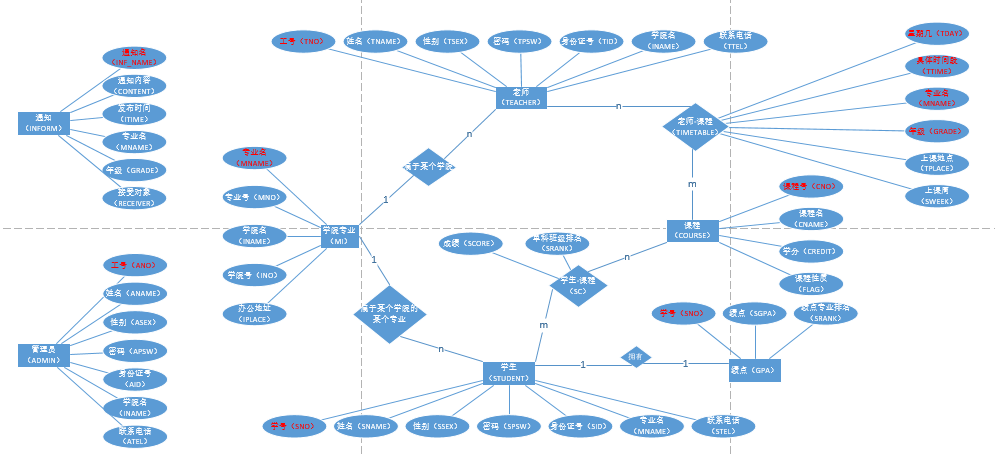 通知名
(INF_NAME)
通知内容
(CONTENT)
发布时间
(ITIME)
专业名
(MNAME)
年级（GRADE）
接受对象
(RECEIVER)
通知
(INFORM)
工号（TNO）
姓名（TNAME）
性别（TSEX）
密码（TPSW）
身份证号（TID）
学院名
(INAME)
联系电话
(TTEL)
老师
(TEACHER)
n
老师-课程
(TIMETABLE)
星期几（TDAY）
具体时间段
(TTIME)
专业名
(MNAME)
年级（GRADE）
上课地点
(TPLACE)
上课周
(SWEEK)
n
属于某个学院
1
m
专业名
(MNAME)
专业号（MNO）
学院名
(INAME)
学院号（INO）
办公地址
(IPLACE)
学院专业
(MI)
1
属于某个学院的
某个专业
n
课程
(COURSE)
课程号（CNO）
课程名
(CNAME)
学分（CREDIT）
课程性质
(FLAG)
成绩（SCORE）
单科班级排名
(SRANK)
学生-课程
(SC)
n
m
工号（ANO）
姓名（ANAME）
性别（ASEX）
密码（APSW）
身份证号
(AID)
学院名
(INAME)
联系电话
(ATEL)
管理员
(ADMIN)
学生
(STUDENT)
1
拥有
1
绩点（GPA）
学号（SNO）
绩点（SGPA）
绩点专业排名
(SRANK)
学号（SNO）
姓名（SNAME）
性别（SSEX）
密码（SPSW）
身份证号（SID）
专业名
(MNAME)
联系电话
(STEL)